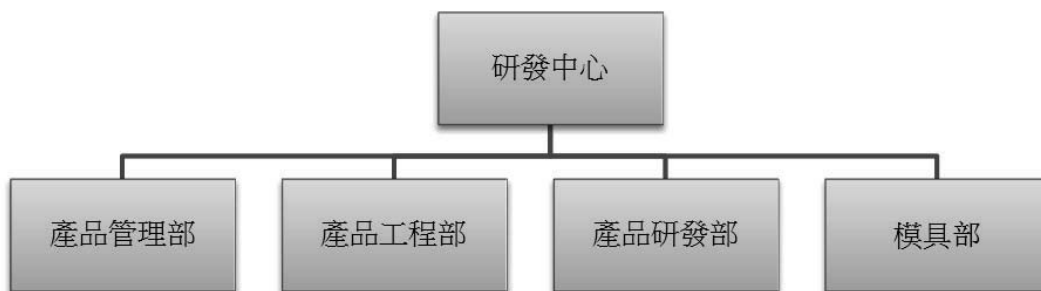 研發中心
產品管理部
產品工程部
產品研發部
模具部